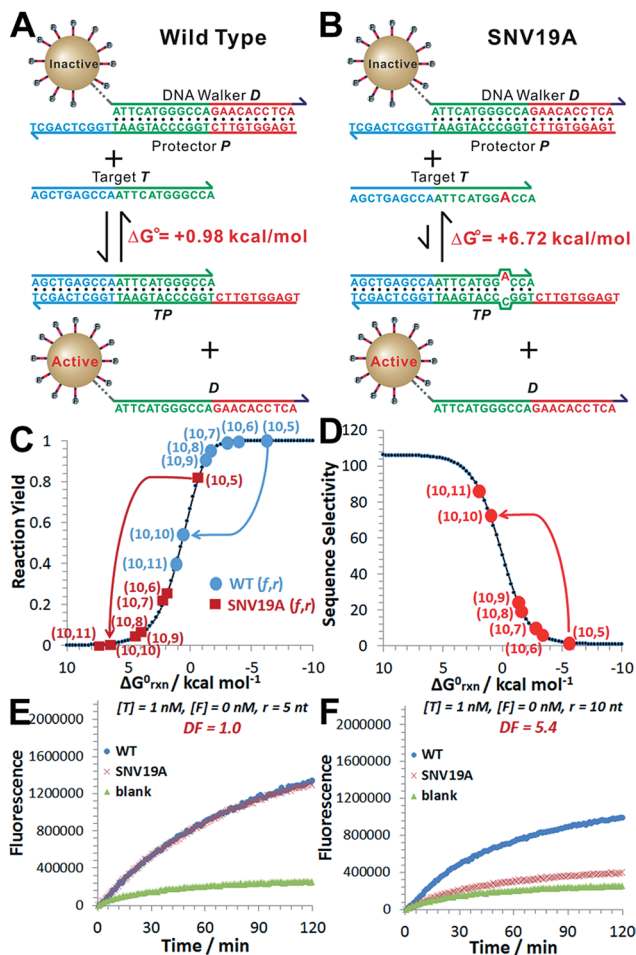 A
Wild Type
F F F F F F F F F F
Inactive
DNA Walker D
ATTCATGGGCCAGAACACCTCA
TCGACTCGGTTAAGTACCCGGTCTTGTGGAGT
Protector P
+
Target T
AGCTGAGCCAATTCATGGGCCA
ΔG°= +0.98 kcal/mol
AGCTGAGCCAATTCATGGGCCA
TCGACTCGGTTAAGTACCCGGTCTTGTGGAGT
TP
+
Active
D
ATTCATGGGCCAGAACACCTCA
B
SNV19A
Inactive
DNA Walker D
ATTCATGGGCCAGAACACCTCA
TCGACTCGGTTAAGTACCCGGTCTTGTGGAGT
Protector P
+
Target T
AGCTGAGCCAATTCATGGACCA
ΔG°= +6.72 kcal/mol
AGCTGAGCCAATTCATGGACCA
TCGACTCGGTTAAGTACCCGGTCTTGTGGAGT
TP
+
Active
D
ATTCATGGGCCAGAACACCTCA
C
Reaction Yield
1
0.8
0.6
0.4
0.2
0
(10,7)
(10,6)
(10,5)
(10,8)
(10,9)
(10,5)
(10,10)
(10,11)
WT (f,r)
SNV19A (f,r)
(10,6)
(10,7)
(10,8)
(10,11)
(10,9)
(10,10)
10 5 0 -5 -10
ΔG⁰rxn / kcal mol⁻¹
D
Sequence Selectivity
120
100
80
60
40
20
0
(10,11)
(10,10)
(10,9)
(10,8)
(10,7)
(10,6)
(10,5)
10 5 0 -5 -10
ΔG⁰rxn / kcal mol⁻¹
E
[T] = 1 nM, [F] = 0 nM, r = 5 nt
DF = 1.0
Fluorescence
2000000
1600000
1200000
800000
400000
0
WT
SNV19A
blank
0 30 60 90 120
Time / min
F
[T] = 1 nM, [F] = 0 nM, r = 10 nt
DF = 5.4
Fluorescence
2000000
1600000
1200000
800000
400000
0
WT
SNV19A
blank
0 30 60 90 120
Time / min